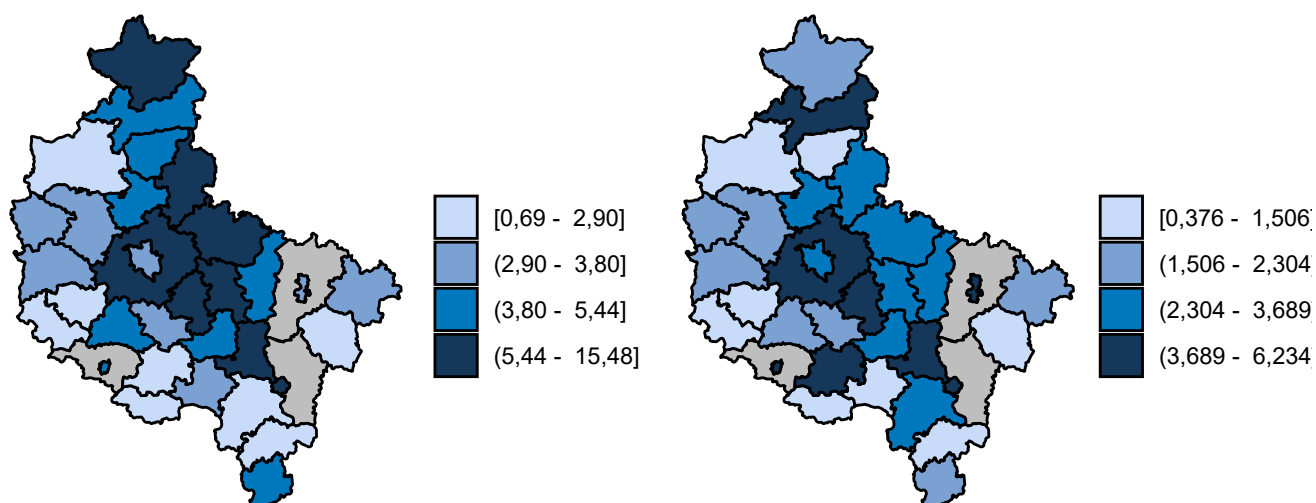 [0,69 - 2,90]
(2,90 - 3,80]
(3,80 - 5,44]
(5,44 - 15,48]
[0,376 - 1,506]
(1,506 - 2,304]
(2,304 - 3,689]
(3,689 - 6,234]